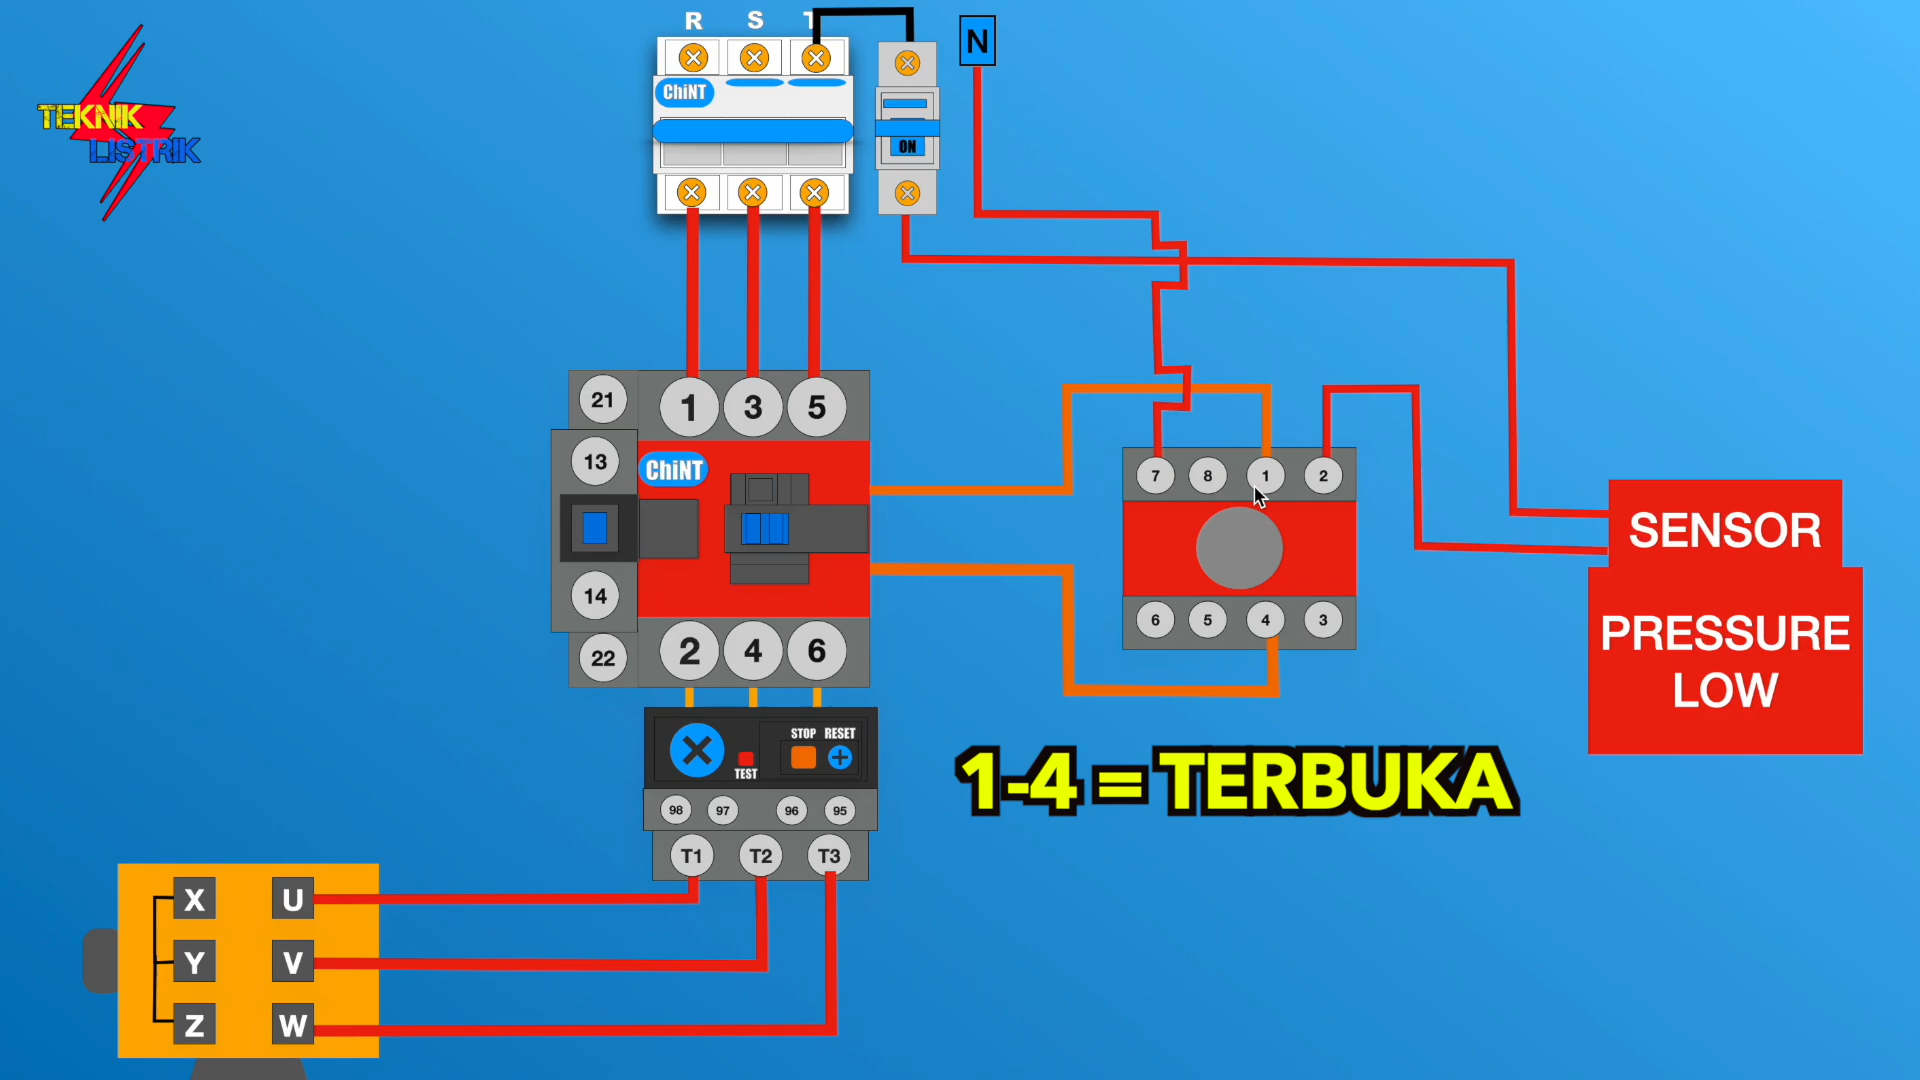 R S T
N
TEKNIK
LISTRIK
ChiNT
ON
21
1 3 5
13
ChiNT
7 8 1 2
SENSOR
14
6 5 4 3
PRESSURE
LOW
22
2 4 6
STOP RESET
TEST
1-4 = TERBUKA
98 97 96 95
T1 T2 T3
X U
Y V
Z W